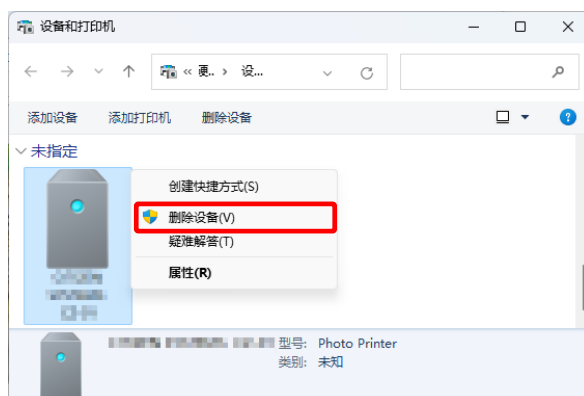 设备和打印机
« 硬.. › 设...
添加设备 添加打印机 删除设备
未指定
创建快捷方式(S)
删除设备(V)
疑难解答(T)
属性(R)
型号: Photo Printer
类别: 未知